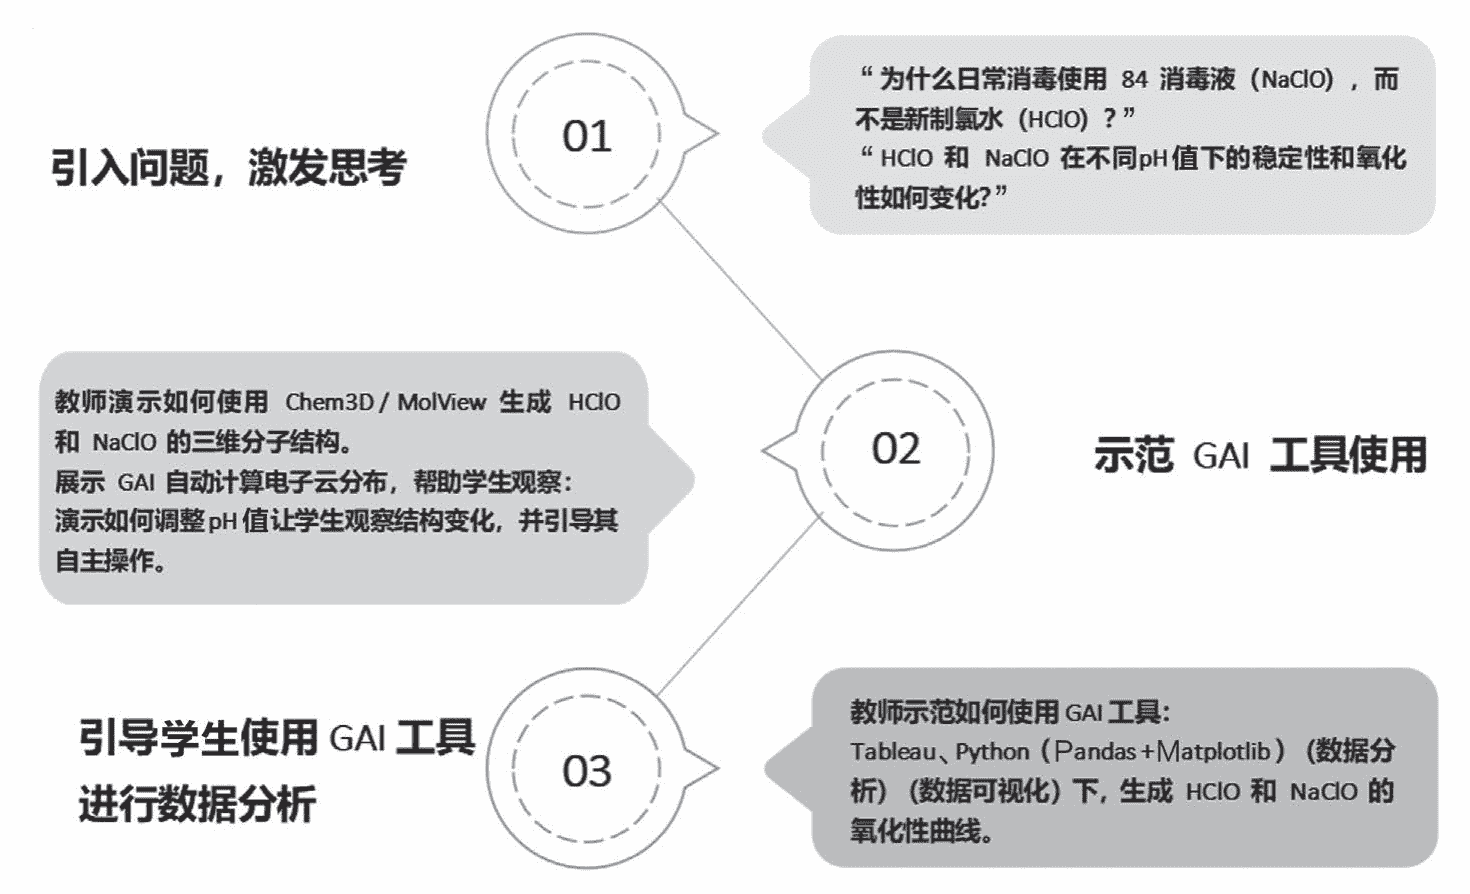 引入问题，激发思考
01
“为什么日常消毒使用 84 消毒液（NaClO），而
不是新制氯水（HClO）？”
“HClO 和 NaClO 在不同pH值下的稳定性和氧化
性如何变化?”
教师演示如何使用 Chem3D / MolView 生成 HClO
和 NaClO 的三维分子结构。
展示 GAI 自动计算电子云分布，帮助学生观察：
演示如何调整pH值让学生观察结构变化，并引导其
自主操作。
02
示范 GAI 工具使用
引导学生使用 GAI 工具
进行数据分析
03
教师示范如何使用GAI工具：
Tableau、Python（Pandas+Matplotlib）（数据分
析）（数据可视化）下，生成 HClO 和 NaClO 的
氧化性曲线。